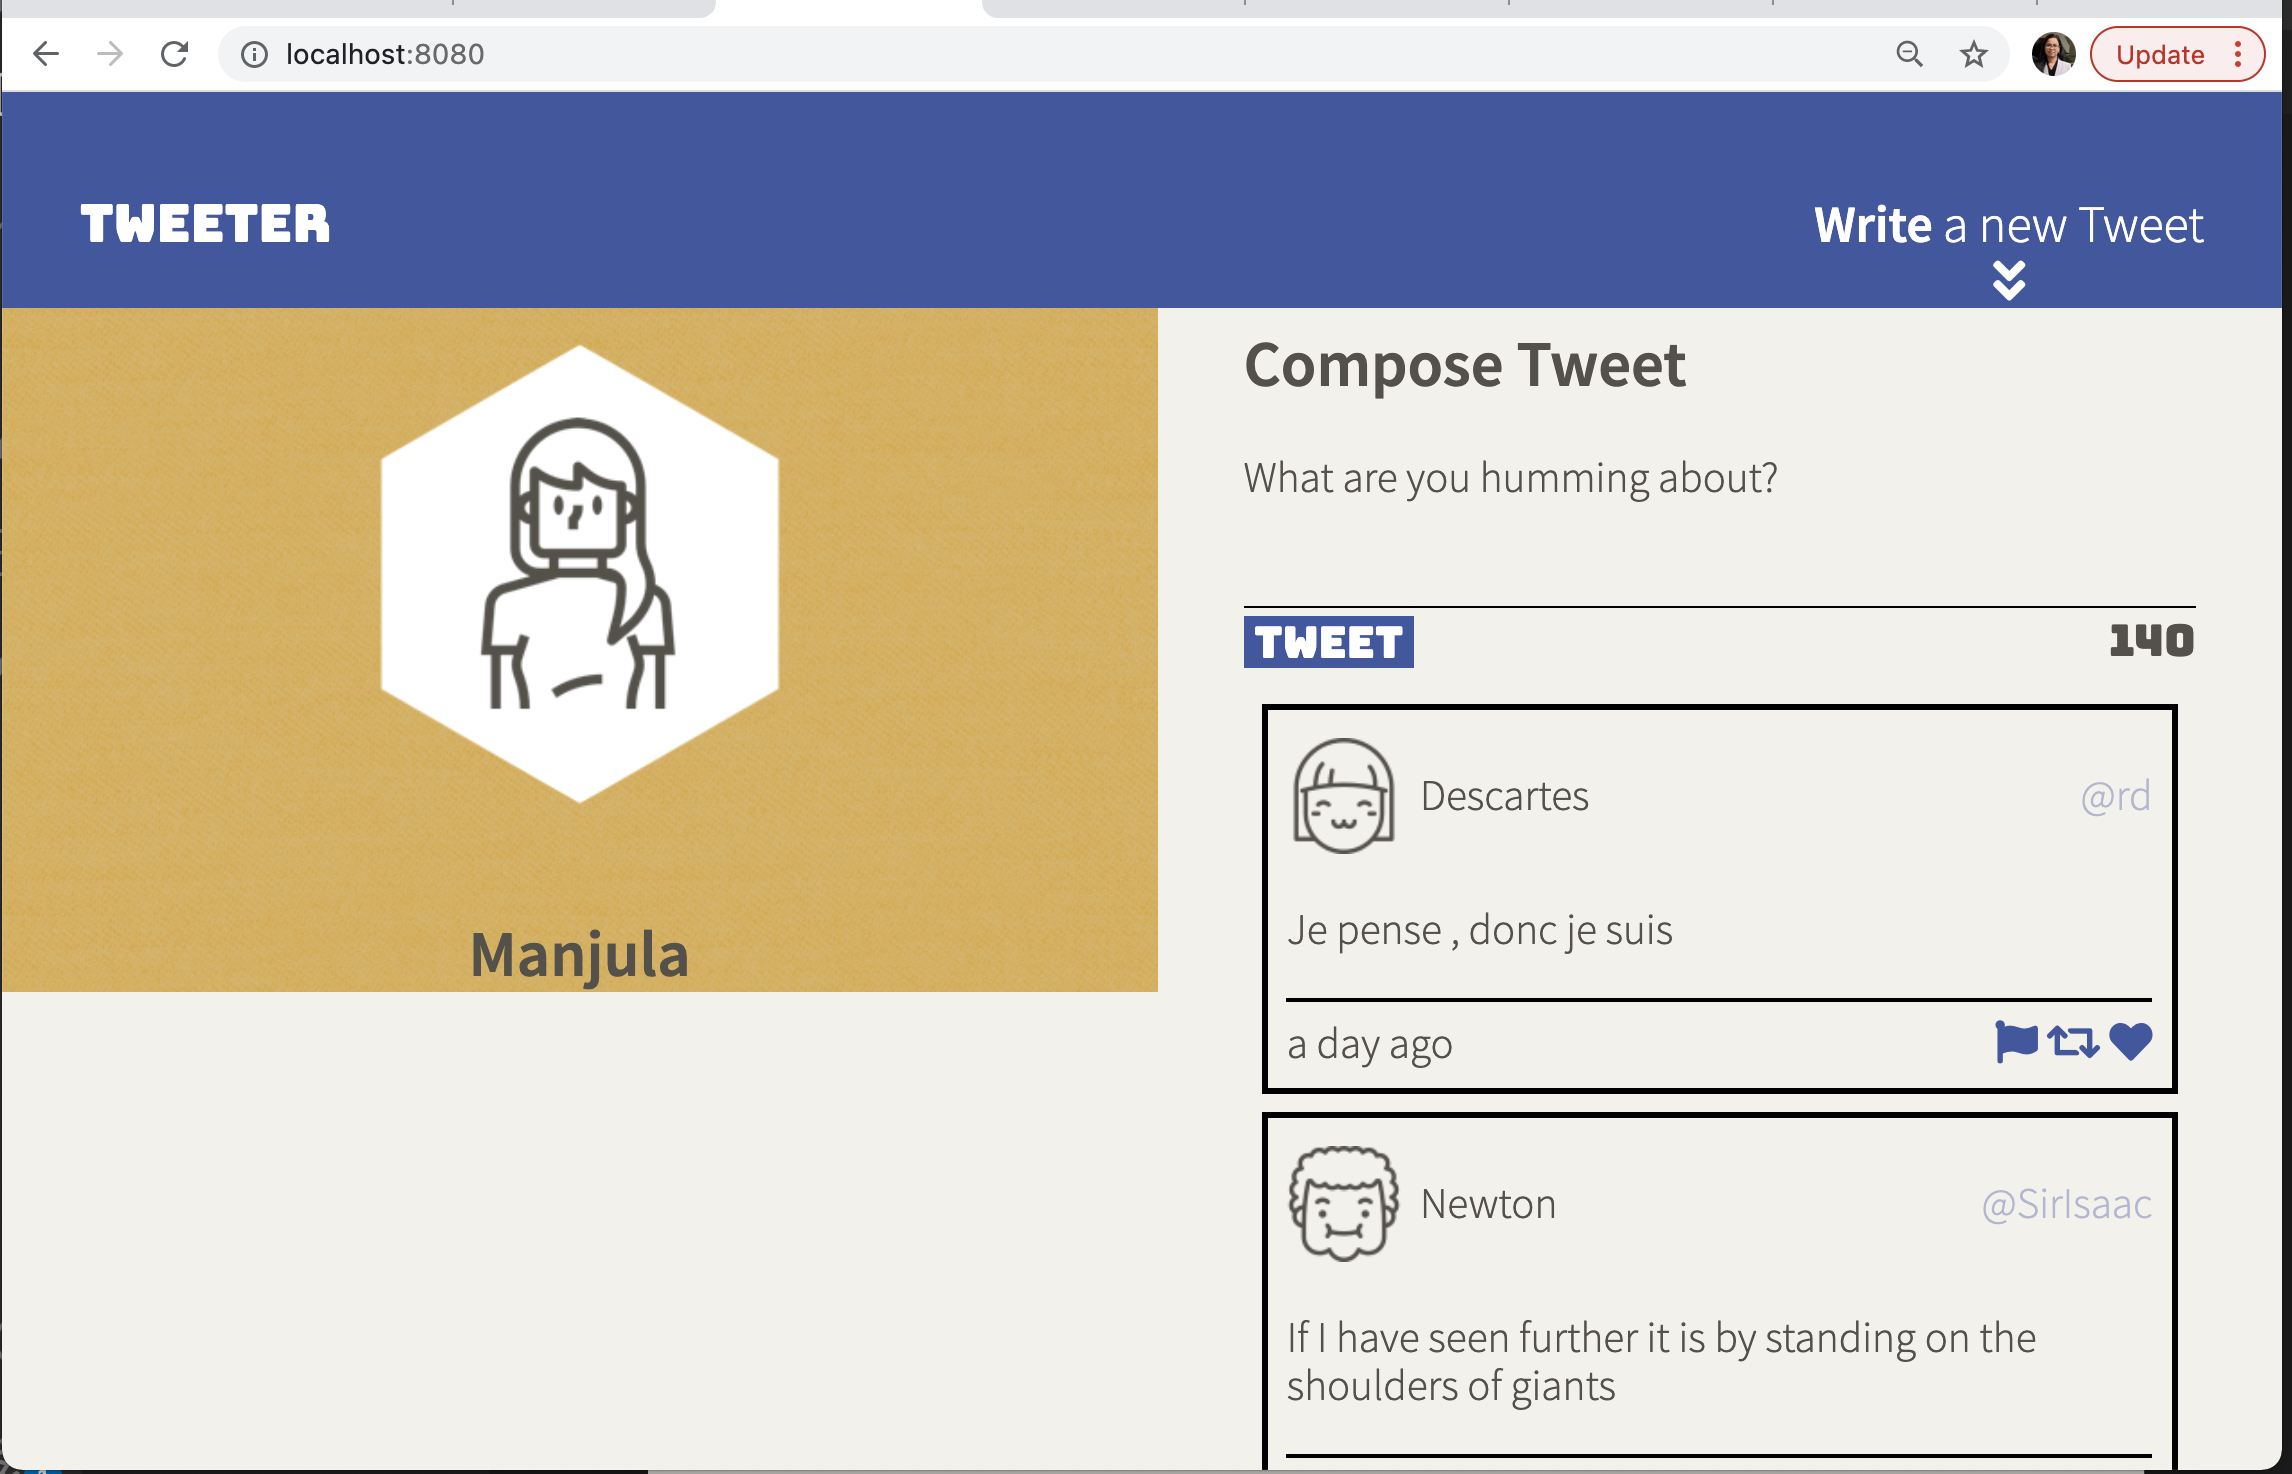 localhost:8080
Update
TWEETER
Write a new Tweet
Manjula
Compose Tweet
What are you humming about?
TWEET
140
Descartes
@rd
Je pense , donc je suis
a day ago
Newton
@SirIsaac
If I have seen further it is by standing on the
shoulders of giants